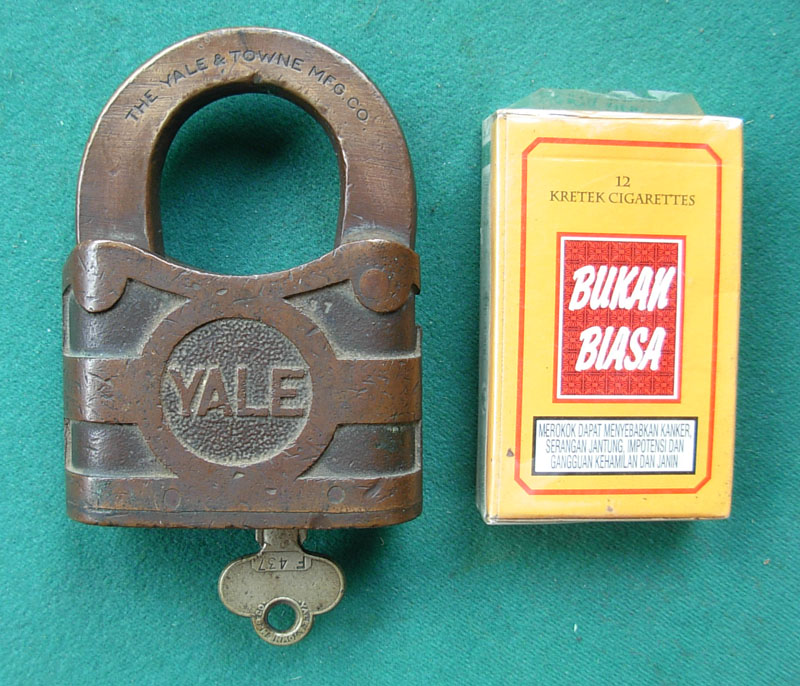 THE YALE & TOWNE MFG. CO.
YALE
F 437
12
KRETEK CIGARETTES
BUKAN
BIASA
MEROKOK DAPAT MENYEBABKAN KANKER,
SERANGAN JANTUNG, IMPOTENSI DAN
GANGGUAN KEHAMILAN DAN JANIN